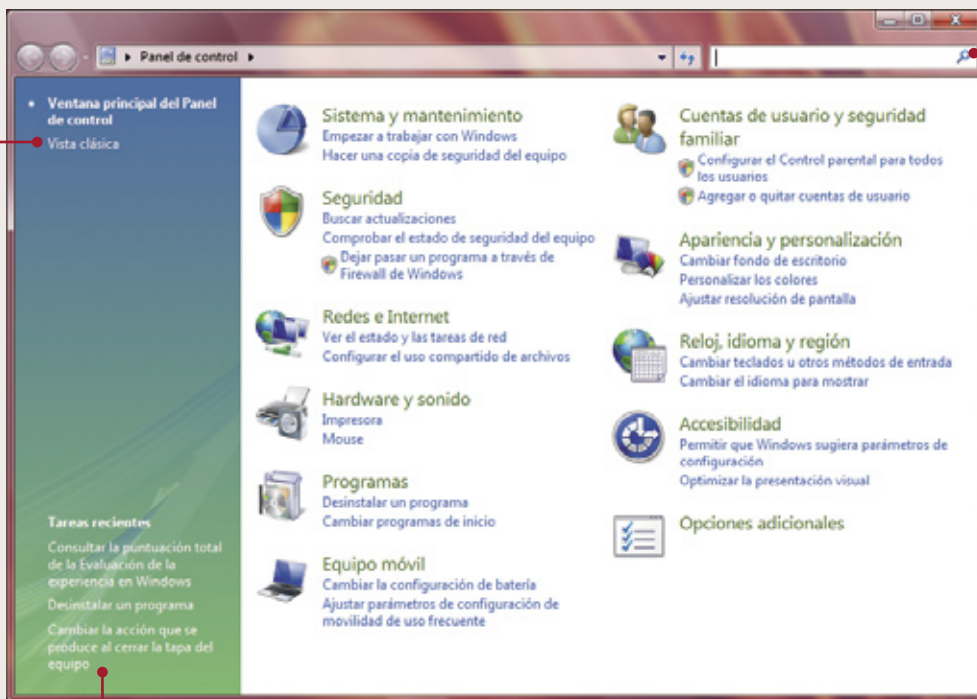 Panel de control
Ventana principal del Panel
de control
Vista clásica
Tareas recientes
Consultar la puntuación total
de la Evaluación de la
experiencia en Windows
Desinstalar un programa
Cambiar la acción que se
produce al cerrar la tapa del
equipo
Sistema y mantenimiento
Empezar a trabajar con Windows
Hacer una copia de seguridad del equipo
Seguridad
Buscar actualizaciones
Comprobar el estado de seguridad del equipo
Dejar pasar un programa a través de
Firewall de Windows
Redes e Internet
Ver el estado y las tareas de red
Configurar el uso compartido de archivos
Hardware y sonido
Impresora
Mouse
Programas
Desinstalar un programa
Cambiar programas de inicio
Equipo móvil
Cambiar la configuración de batería
Ajustar parámetros de configuración de
movilidad de uso frecuente
Cuentas de usuario y seguridad
familiar
Configurar el Control parental para todos
los usuarios
Agregar o quitar cuentas de usuario
Apariencia y personalización
Cambiar fondo de escritorio
Personalizar los colores
Ajustar resolución de pantalla
Reloj, idioma y región
Cambiar teclados u otros métodos de entrada
Cambiar el idioma para mostrar
Accesibilidad
Permitir que Windows sugiera parámetros de
configuración
Optimizar la presentación visual
Opciones adicionales